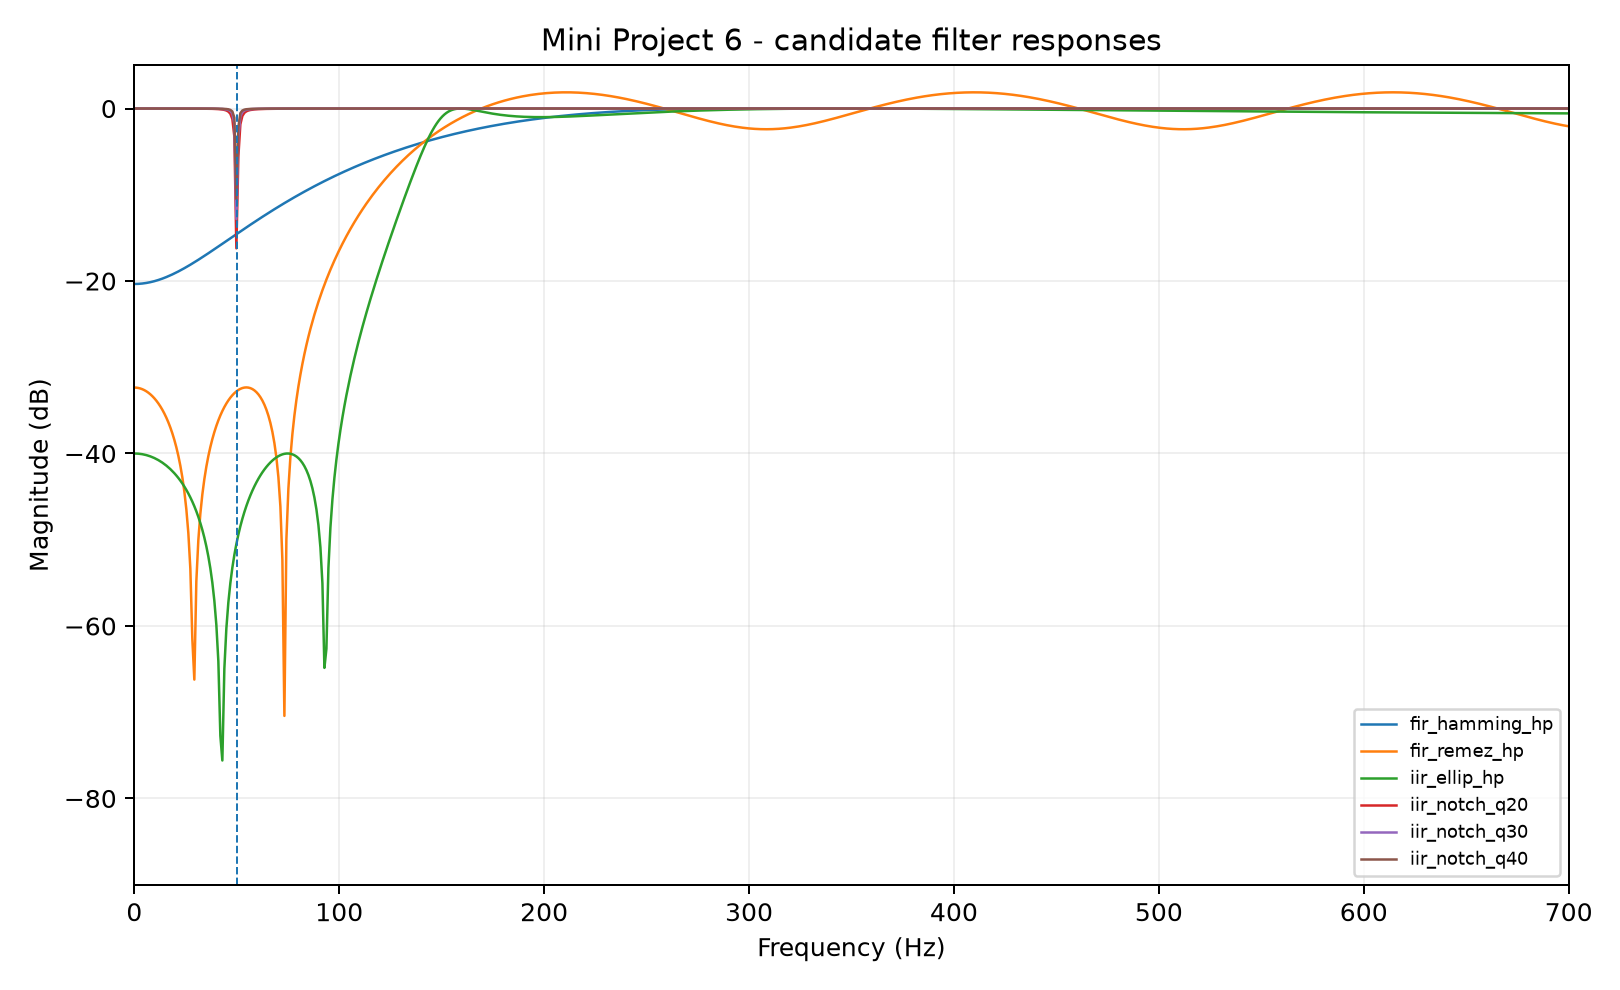 Mini Project 6 - candidate filter responses
Magnitude (dB)
0
−20
−40
−60
−80
0 100 200 300 400 500 600 700
Frequency (Hz)
fir_hamming_hp
fir_remez_hp
iir_ellip_hp
iir_notch_q20
iir_notch_q30
iir_notch_q40